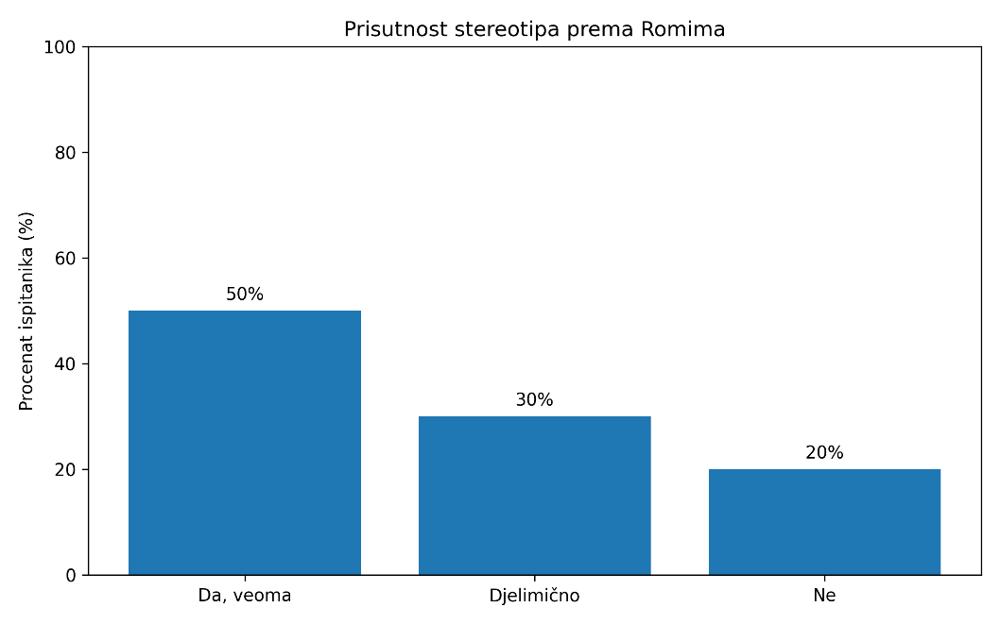 Prisutnost stereotipa prema Romima
Procenat ispitanika (%)
100
80
60
40
20
0
50%
30%
20%
Da, veoma
Djelimično
Ne